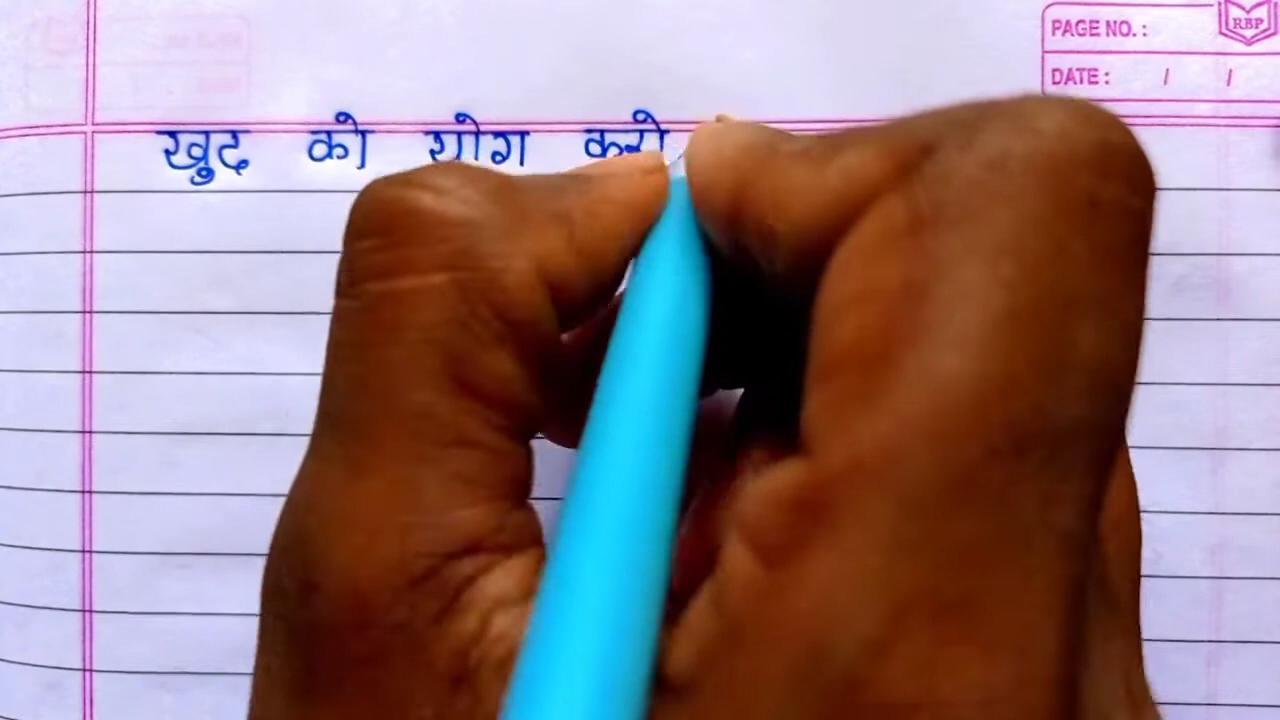 PAGE NO. :
RBP
DATE : / /
खुद को योग करो